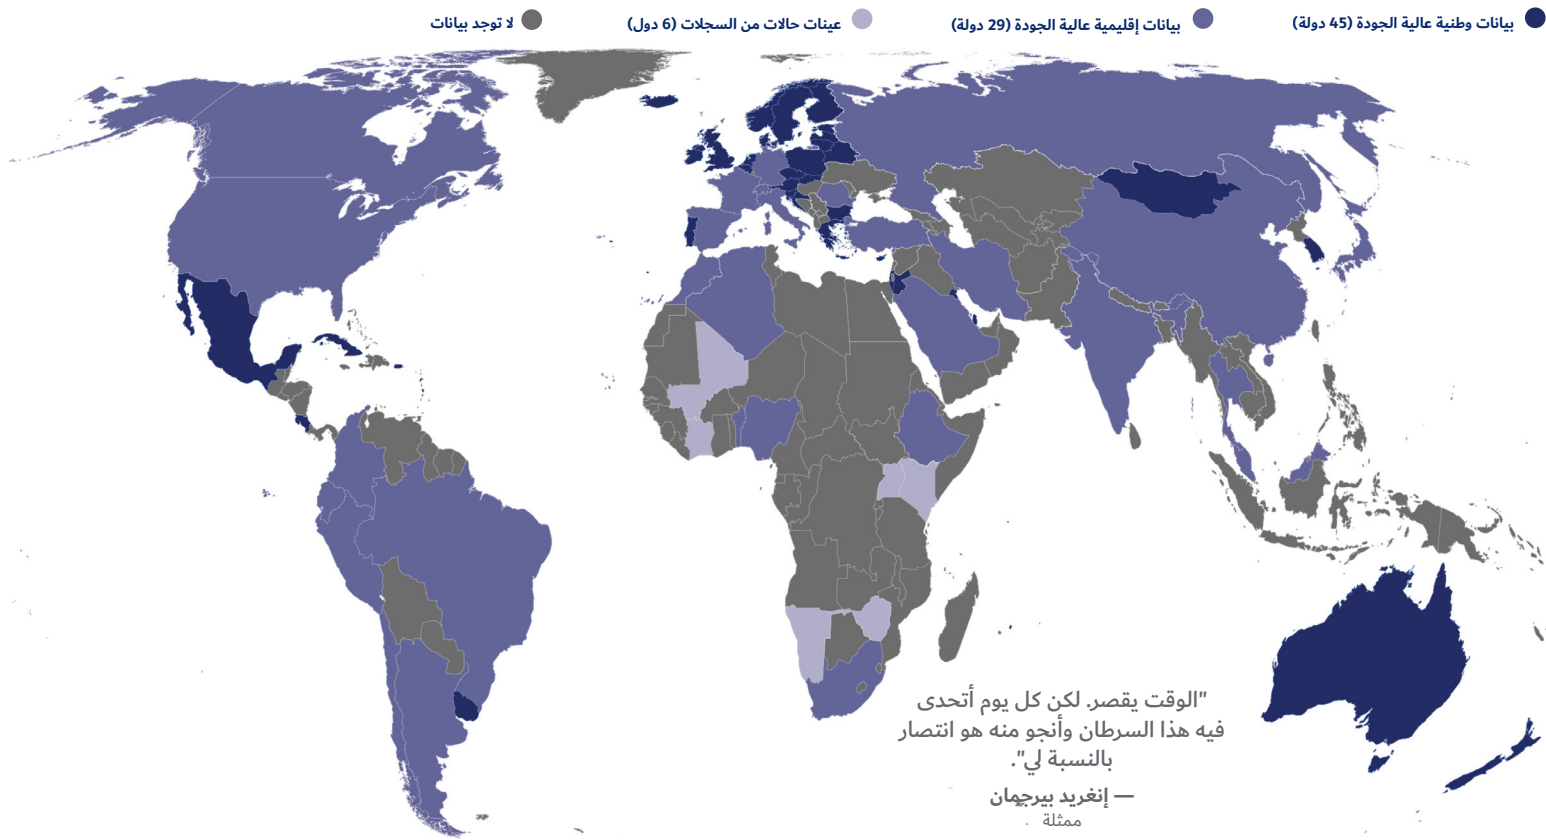 بيانات وطنية عالية الجودة (45 دولة)
بيانات إقليمية عالية الجودة (29 دولة)
عينات حالات من السجلات (6 دول)
لا توجد بيانات
"الوقت يقصر. لكن كل يوم أتحدى
فيه هذا السرطان وأنجو منه هو انتصار
بالنسبة لي".
— إنغريد بيرجمان
ممثلة